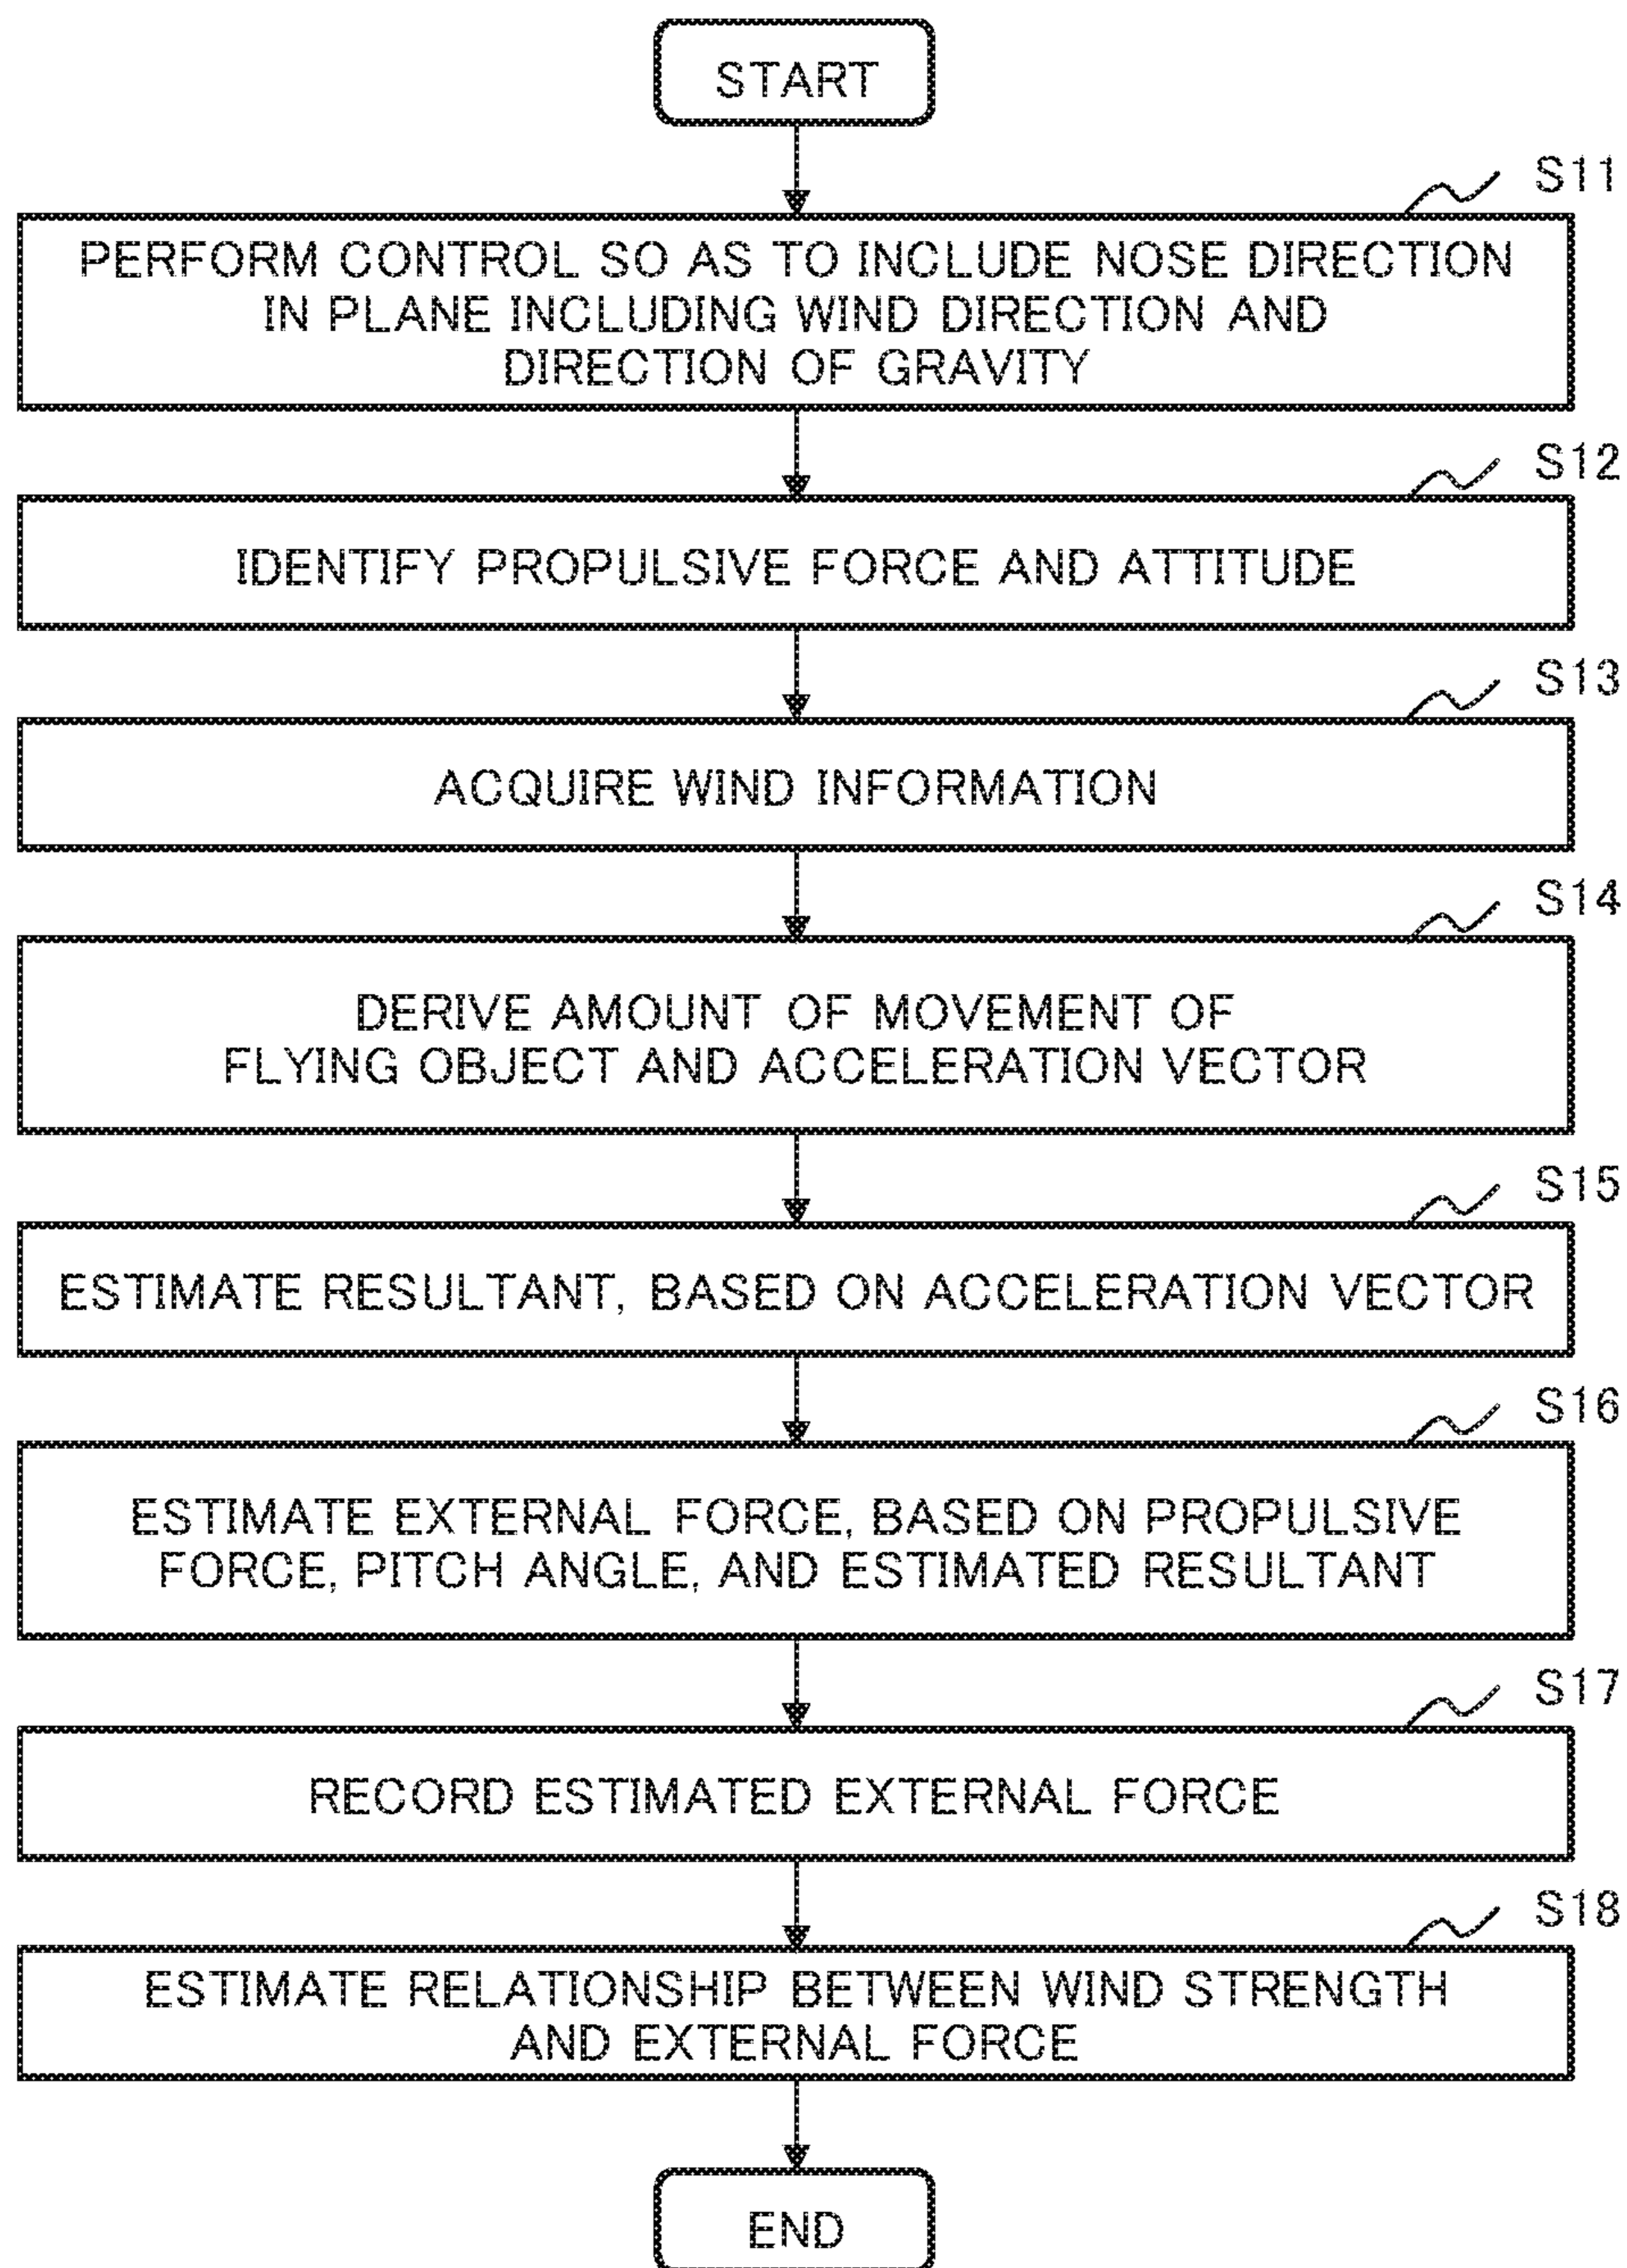 START
S11
PERFORM CONTROL SO AS TO INCLUDE NOSE DIRECTION
IN PLANE INCLUDING WIND DIRECTION AND
DIRECTION OF GRAVITY
S12
IDENTIFY PROPULSIVE FORCE AND ATTITUDE
S13
ACQUIRE WIND INFORMATION
S14
DERIVE AMOUNT OF MOVEMENT OF
FLYING OBJECT AND ACCELERATION VECTOR
S15
ESTIMATE RESULTANT, BASED ON ACCELERATION VECTOR
S16
ESTIMATE EXTERNAL FORCE, BASED ON PROPULSIVE
FORCE, PITCH ANGLE, AND ESTIMATED RESULTANT
S17
RECORD ESTIMATED EXTERNAL FORCE
S18
ESTIMATE RELATIONSHIP BETWEEN WIND STRENGTH
AND EXTERNAL FORCE
END